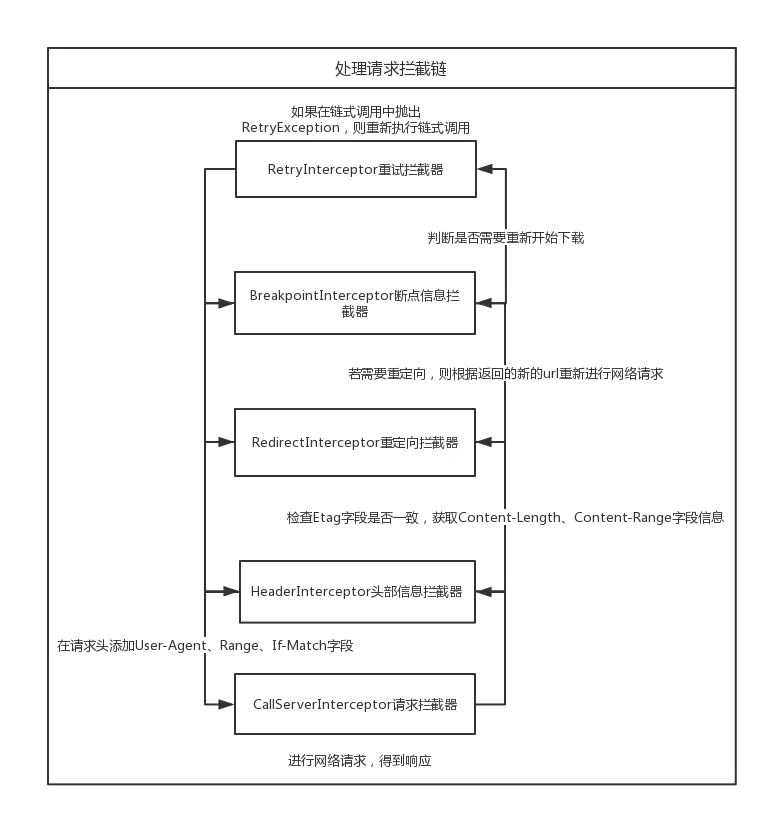 处理请求拦截链
如果在链式调用中抛出
RetryException，则重新执行链式调用
RetryInterceptor重试拦截器
判断是否需要重新开始下载
BreakpointInterceptor断点信息拦
截器
若需要重定向，则根据返回的新的url重新进行网络请求
RedirectInterceptor重定向拦截器
检查Etag字段是否一致，获取Content-Length、Content-Range字段信息
HeaderInterceptor头部信息拦截器
在请求头添加User-Agent、Range、If-Match字段
CallServerInterceptor请求拦截器
进行网络请求，得到响应